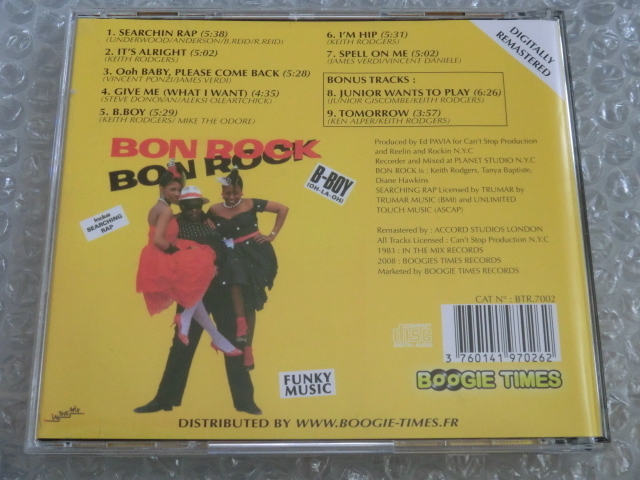 1. SEARCHIN RAP (5:38)
(UNDERWOOD/ANDERSON/B.REID/R.REID)
2. IT'S ALRIGHT (5:02)
(KEITH RODGERS)
3. Ooh BABY, PLEASE COME BACK (5:28)
(VINCENT PONZI/JAMES VERDI)
4. GIVE ME (WHAT I WANT) (4:35)
(STEVE DONOVAN/ALEKSI OLEARTCHICK)
5. B.BOY (5:29)
(KEITH RODGERS/ MIKE THE ODORE)
6. I'M HIP (5:31)
(KEITH RODGERS)
7. SPELL ON ME (5:02)
(JAMES VERDI/VINCENT DANIELE)
BONUS TRACKS :
8. JUNIOR WANTS TO PLAY (6:26)
(JUNIOR GISCOMBE/KEITH RODGERS)
9. TOMORROW (3:57)
(KEN ALPER/KEITH RODGERS)
DIGITALLY
REMASTERED
BON ROCK
BON ROCK
B-BOY
(OH-LA-OH)
inclus
SEARCHING
RAP
FUNKY
MUSIC
Produced by Ed PAVIA for Can't Stop Production
and Reelin and Rockin N.Y.C
Recorder and Mixed at PLANET STUDIO N.Y.C
BON ROCK is : Keith Rodgers, Tanya Baptiste,
Diane Hawkins
SEARCHING RAP Licensed by TRUMAR by
TRUMAR MUSIC (BMI) and UNLIMITED
TOUCH MUSIC (ASCAP)
Remastered by : ACCORD STUDIOS LONDON
All Tracks Licensed : Can't Stop Production N.Y.C
1983 : IN THE MIX RECORDS
2008 : BOOGIES TIMES RECORDS
Marketed by BOOGIE TIMES RECORDS
CAT N° : BTR.7002
COMPACT
disc
DIGITAL AUDIO
3 760141 970262
BOOGIE TIMES
DISTRIBUTED BY WWW.BOOGIE-TIMES.FR